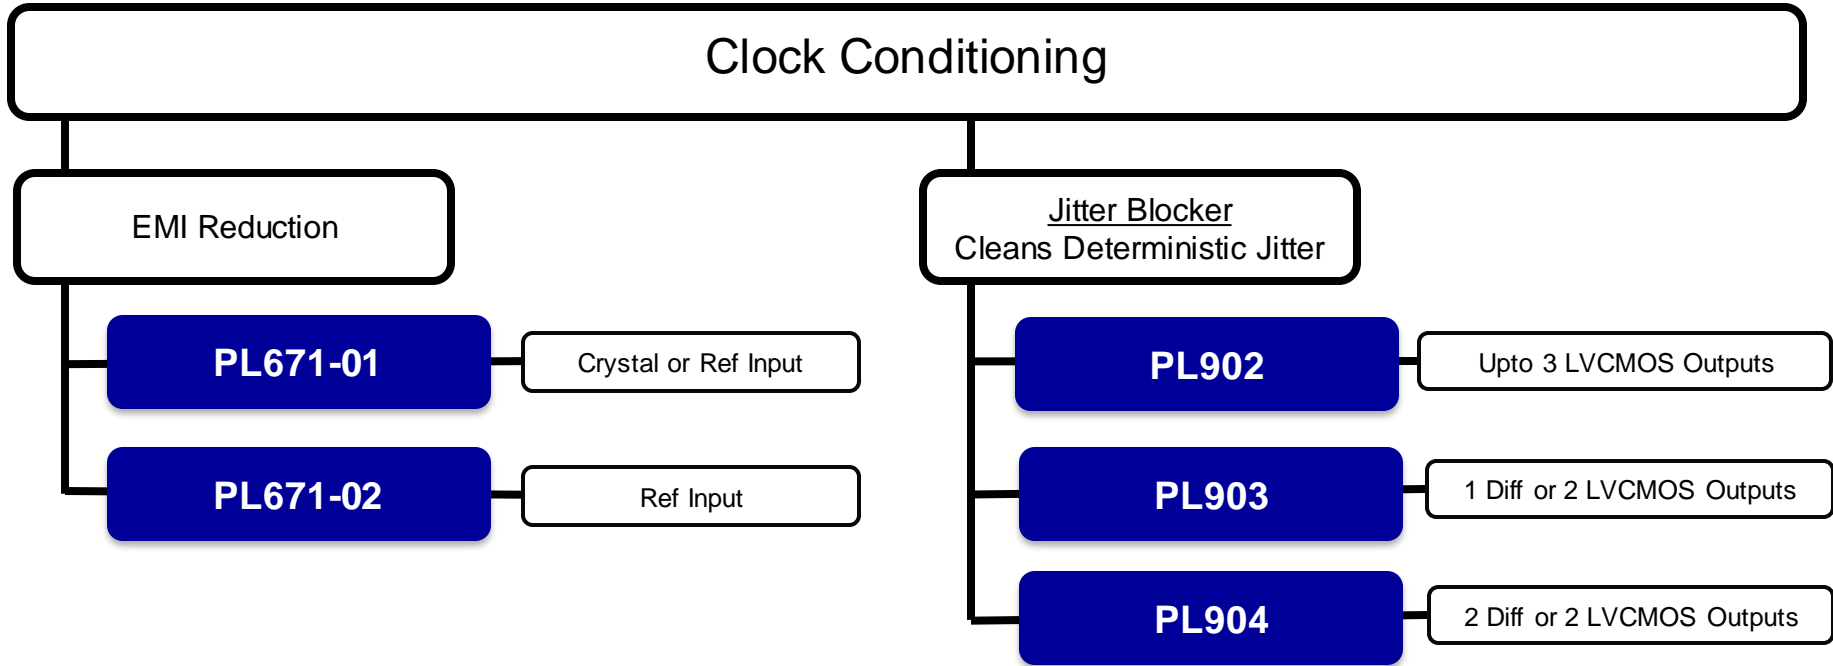 Clock Conditioning
EMI Reduction
PL671-01
Crystal or Ref Input
PL671-02
Ref Input
Jitter Blocker
Cleans Deterministic Jitter
PL902
Upto 3 LVCMOS Outputs
PL903
1 Diff or 2 LVCMOS Outputs
PL904
2 Diff or 2 LVCMOS Outputs